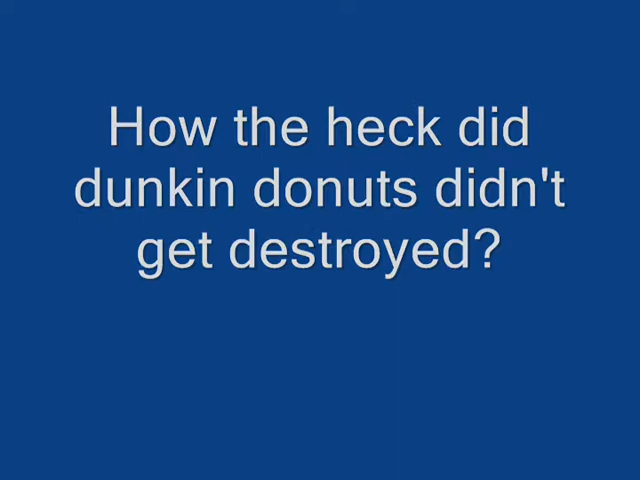 How the heck did
dunkin donuts didn't
get destroyed?